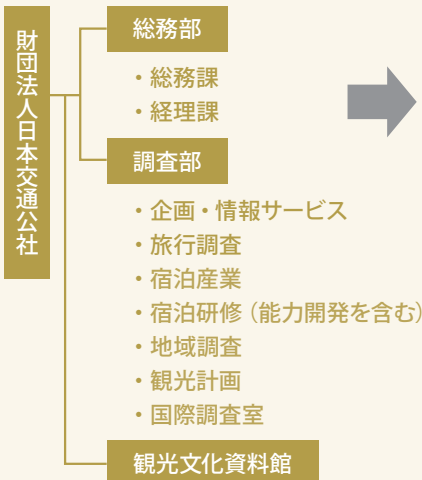 財団法人日本交通公社
総務部
・総務課
・経理課
調査部
・企画・情報サービス
・旅行調査
・宿泊産業
・宿泊研修（能力開発を含む）
・地域調査
・観光計画
・国際調査室
観光文化資料館